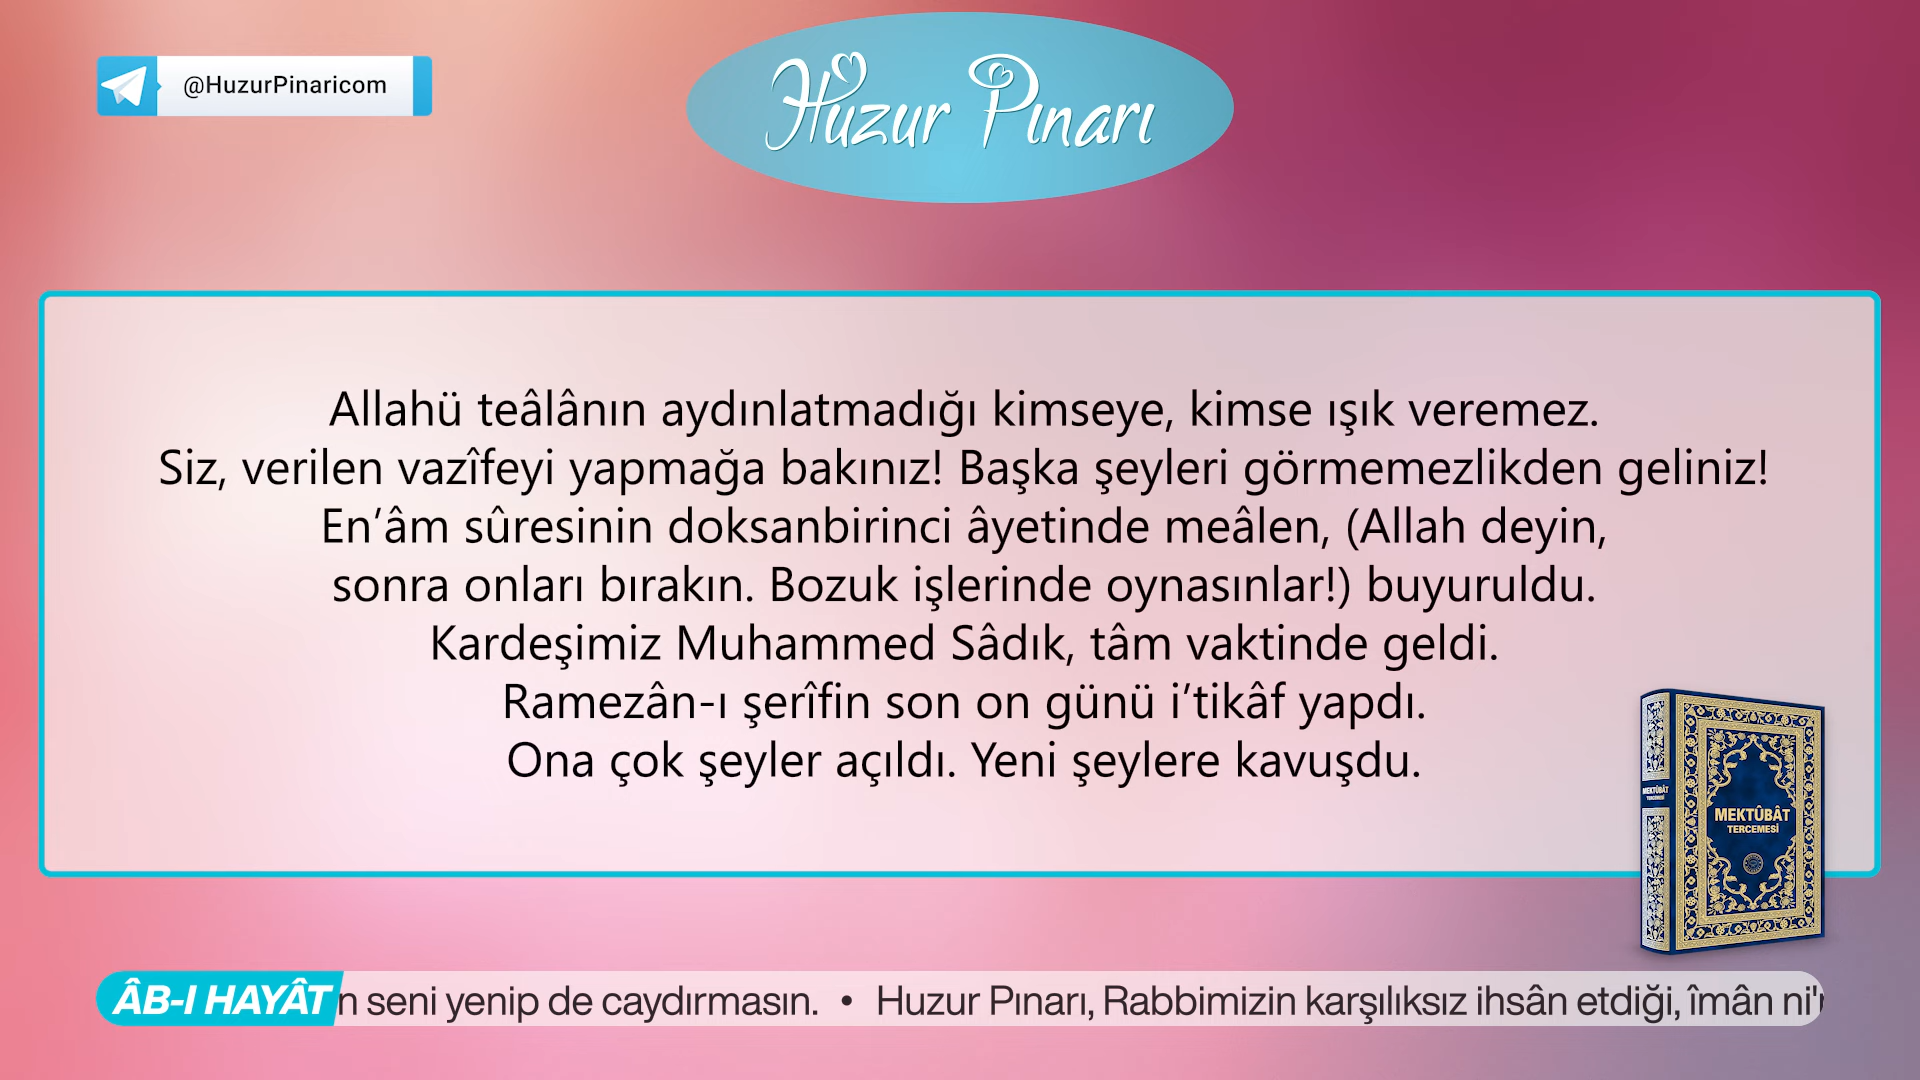 @HuzurPinaricom
Huzur Pınarı
Allahü teâlânın aydınlatmadığı kimseye, kimse ışık veremez.
Siz, verilen vazîfeyi yapmağa bakınız! Başka şeyleri görmemezlikden geliniz!
En’âm sûresinin doksanbirinci âyetinde meâlen, (Allah deyin,
sonra onları bırakın. Bozuk işlerinde oynasınlar!) buyuruldu.
Kardeşimiz Muhammed Sâdık, tâm vaktinde geldi.
Ramezân-ı şerîfin son on günü i’tikâf yapdı.
Ona çok şeyler açıldı. Yeni şeylere kavuşdu.
MEKTÛBÂT
TERCEMESİ
MEKTÛBÂT
TERCEMESİ
ÂB-I HAYÂT
n seni yenip de caydırmasın. • Huzur Pınarı, Rabbimizin karşılıksız ihsân etdiği, îmân ni'